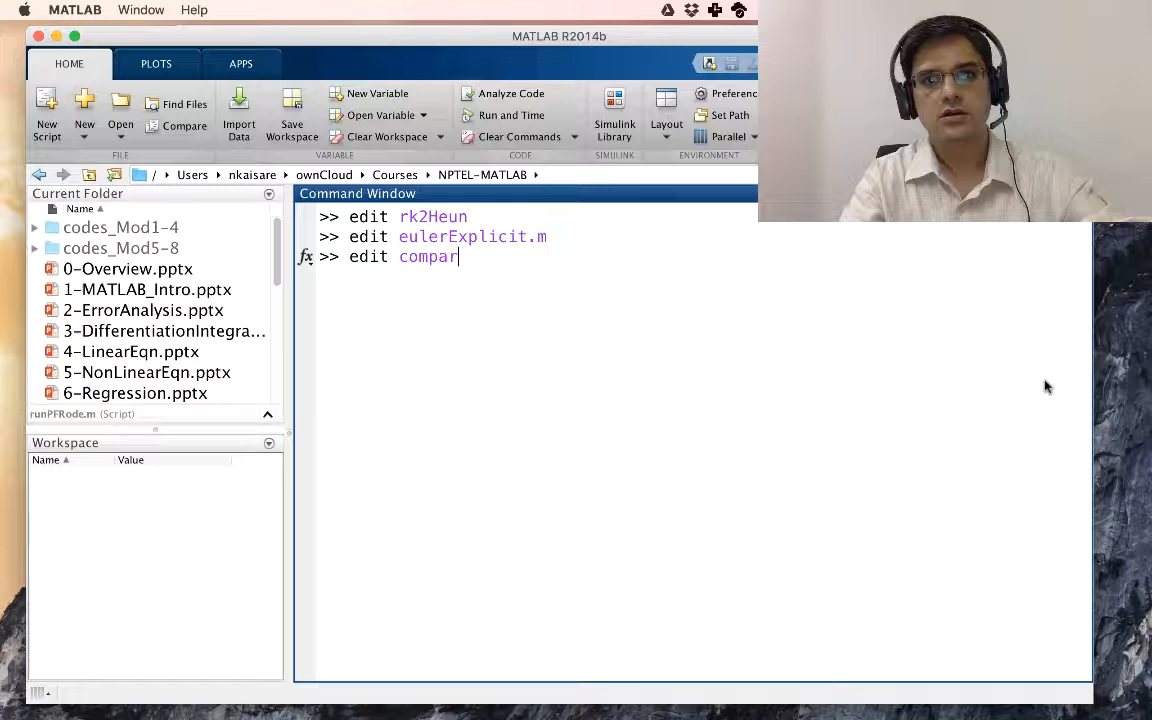 MATLAB Window Help
MATLAB R2014b
HOME PLOTS APPS
New Script
New
Open
Find Files
Compare
FILE
Import Data
Save Workspace
New Variable
Open Variable
Clear Workspace
VARIABLE
Analyze Code
Run and Time
Clear Commands
CODE
Simulink Library
SIMULINK
Layout
Preferenc
Set Path
Parallel
ENVIRONMENT
/ Users nkaisare ownCloud Courses NPTEL-MATLAB
Current Folder
Name
codes_Mod1-4
codes_Mod5-8
0-Overview.pptx
1-MATLAB_Intro.pptx
2-ErrorAnalysis.pptx
3-DifferentiationIntegra...
4-LinearEqn.pptx
5-NonLinearEqn.pptx
6-Regression.pptx
runPFRode.m (Script)
Workspace
Name Value
Command Window
>> edit rk2Heun
>> edit eulerExplicit.m
fx >> edit compar